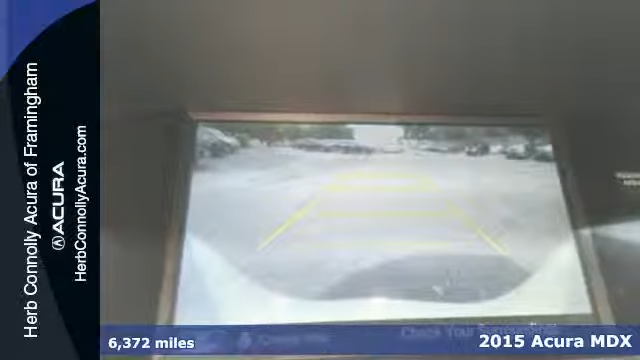 Herb Connolly Acura of Framingham
ACURA
HerbConnollyAcura.com
Check Your Surroundings
6,372 miles
2015 Acura MDX